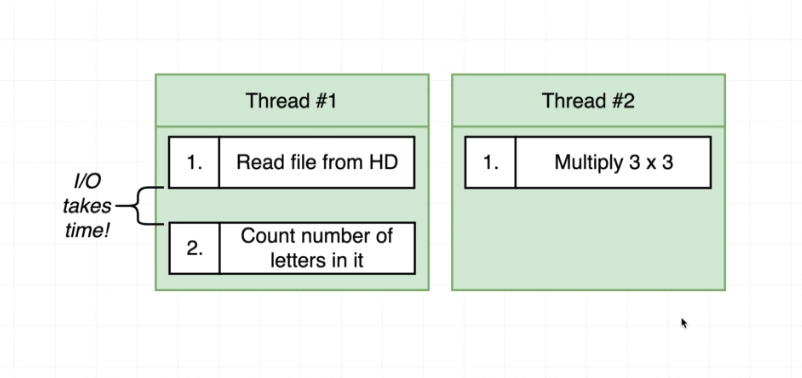 Thread #1
Thread #2
1.
Read file from HD
1.
Multiply 3 x 3
I/O
takes
time!
2.
Count number of
letters in it